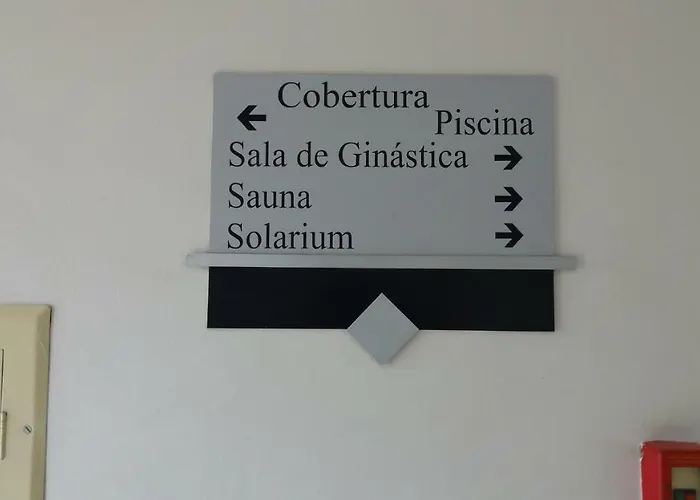 Cobertura
← Piscina
Sala de Ginástica →
Sauna →
Solarium →